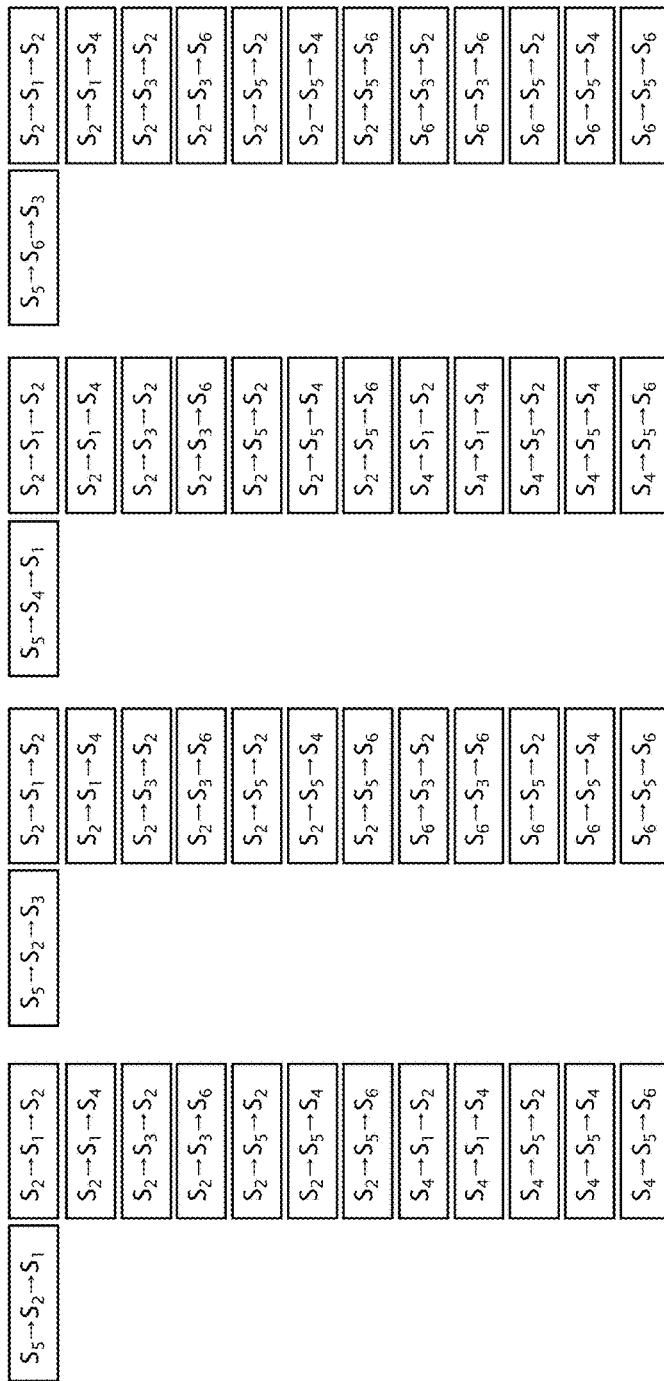 S₅→S₂→S₁
S₂→S₁→S₂
S₂→S₁→S₄
S₂→S₃→S₂
S₂→S₃→S₆
S₂→S₅→S₂
S₂→S₅→S₄
S₂→S₅→S₆
S₄→S₁→S₂
S₄→S₁→S₄
S₄→S₅→S₂
S₄→S₅→S₄
S₄→S₅→S₆
S₅→S₂→S₃
S₂→S₁→S₂
S₂→S₁→S₄
S₂→S₃→S₂
S₂→S₃→S₆
S₂→S₅→S₂
S₂→S₅→S₄
S₂→S₅→S₆
S₆→S₃→S₂
S₆→S₃→S₆
S₆→S₅→S₂
S₆→S₅→S₄
S₆→S₅→S₆
S₅→S₄→S₁
S₂→S₁→S₂
S₂→S₁→S₄
S₂→S₃→S₂
S₂→S₃→S₆
S₂→S₅→S₂
S₂→S₅→S₄
S₂→S₅→S₆
S₄→S₁→S₂
S₄→S₁→S₄
S₄→S₅→S₂
S₄→S₅→S₄
S₄→S₅→S₆
S₅→S₆→S₃
S₂→S₁→S₂
S₂→S₁→S₄
S₂→S₃→S₂
S₂→S₃→S₆
S₂→S₅→S₂
S₂→S₅→S₄
S₂→S₅→S₆
S₆→S₃→S₂
S₆→S₃→S₆
S₆→S₅→S₂
S₆→S₅→S₄
S₆→S₅→S₆